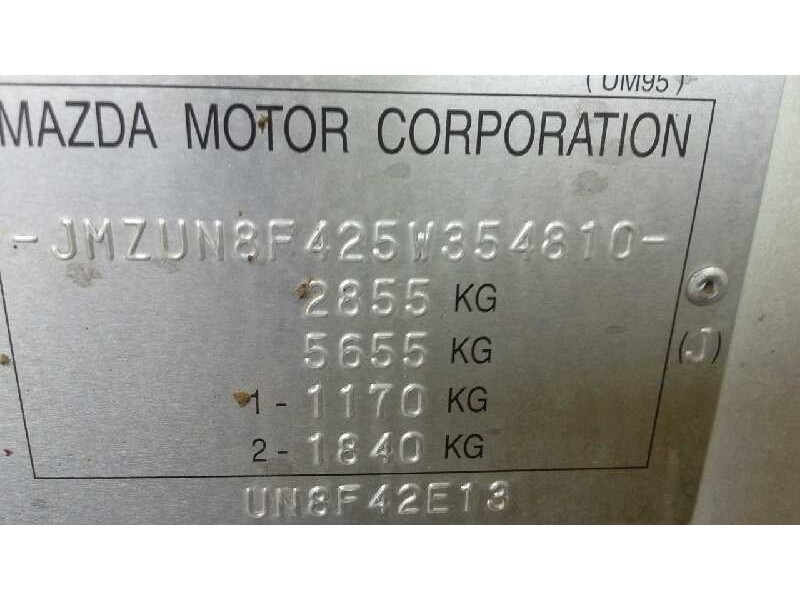 (UM95)
MAZDA MOTOR CORPORATION
-JMZUN8F425W354810-
2855 KG
5655 KG (J)
1-1170 KG
2-1840 KG
UN8F42E13